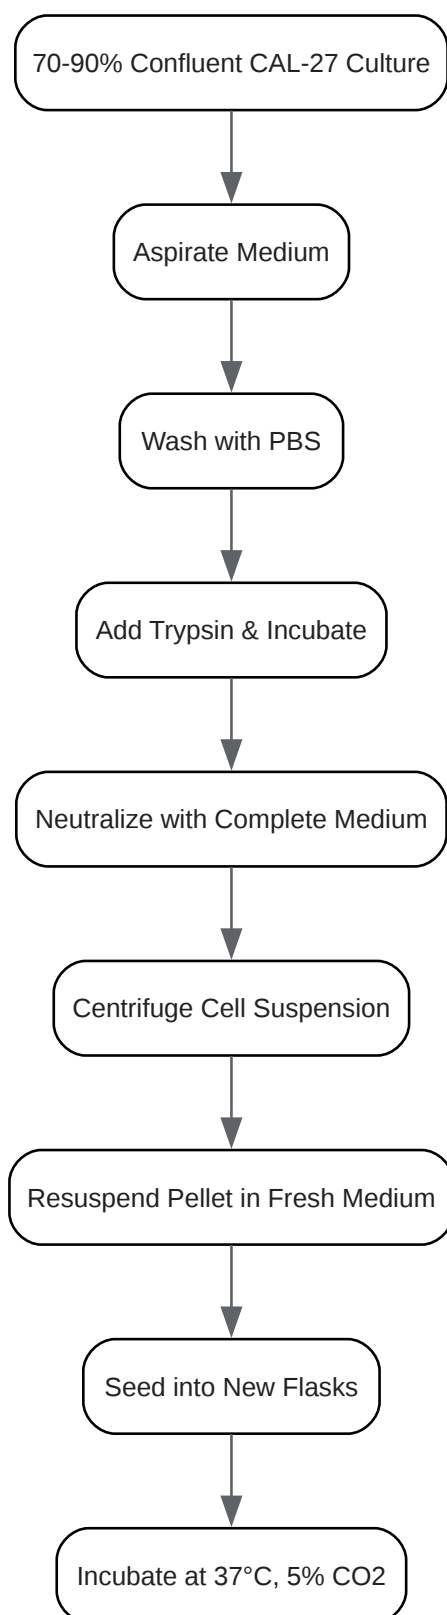 70-90% Confluent CAL-27 Culture
Aspirate Medium
Wash with PBS
Add Trypsin & Incubate
Neutralize with Complete Medium
Centrifuge Cell Suspension
Resuspend Pellet in Fresh Medium
Seed into New Flasks
Incubate at 37°C, 5% CO2